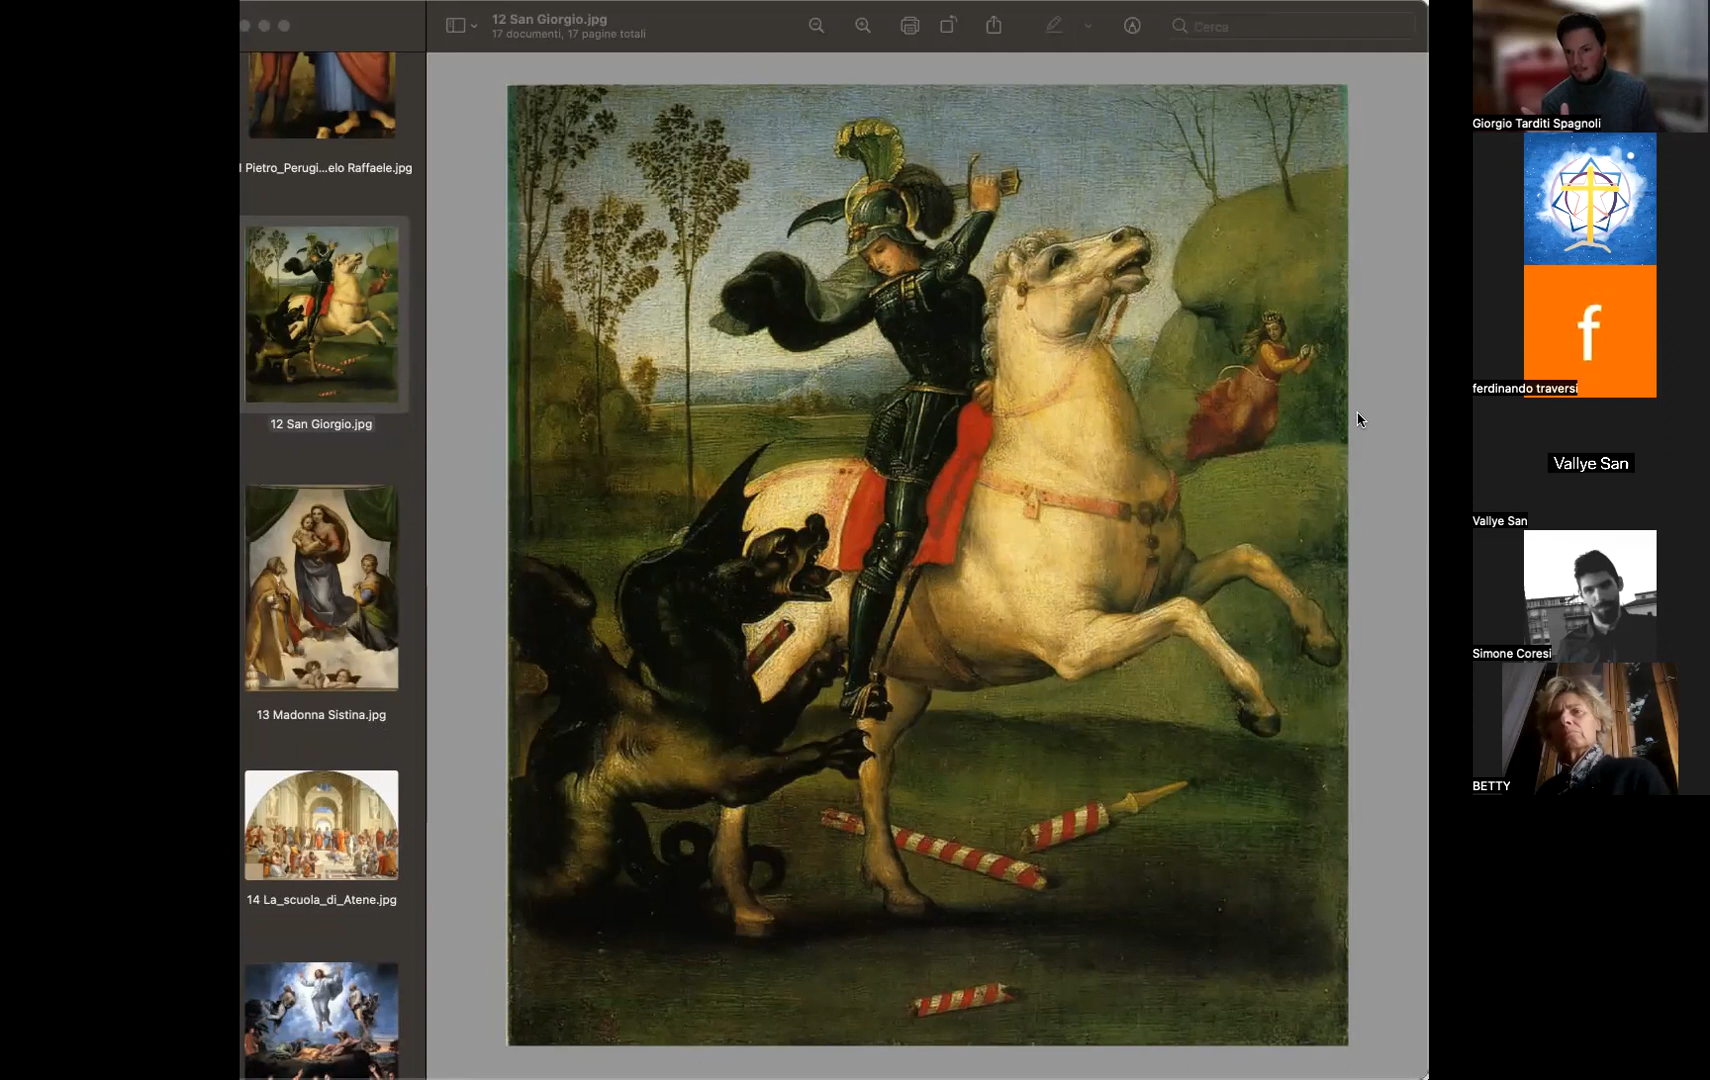 12 San Giorgio.jpg
17 documenti, 17 pagine totali
Cerca
Pietro_Perugi...elo Raffaele.jpg
12 San Giorgio.jpg
13 Madonna Sistina.jpg
14 La_scuola_di_Atene.jpg
Giorgio Tarditi Spagnoli
f
ferdinando traversi
Vallye San
Vallye San
Simone Coresi
BETTY